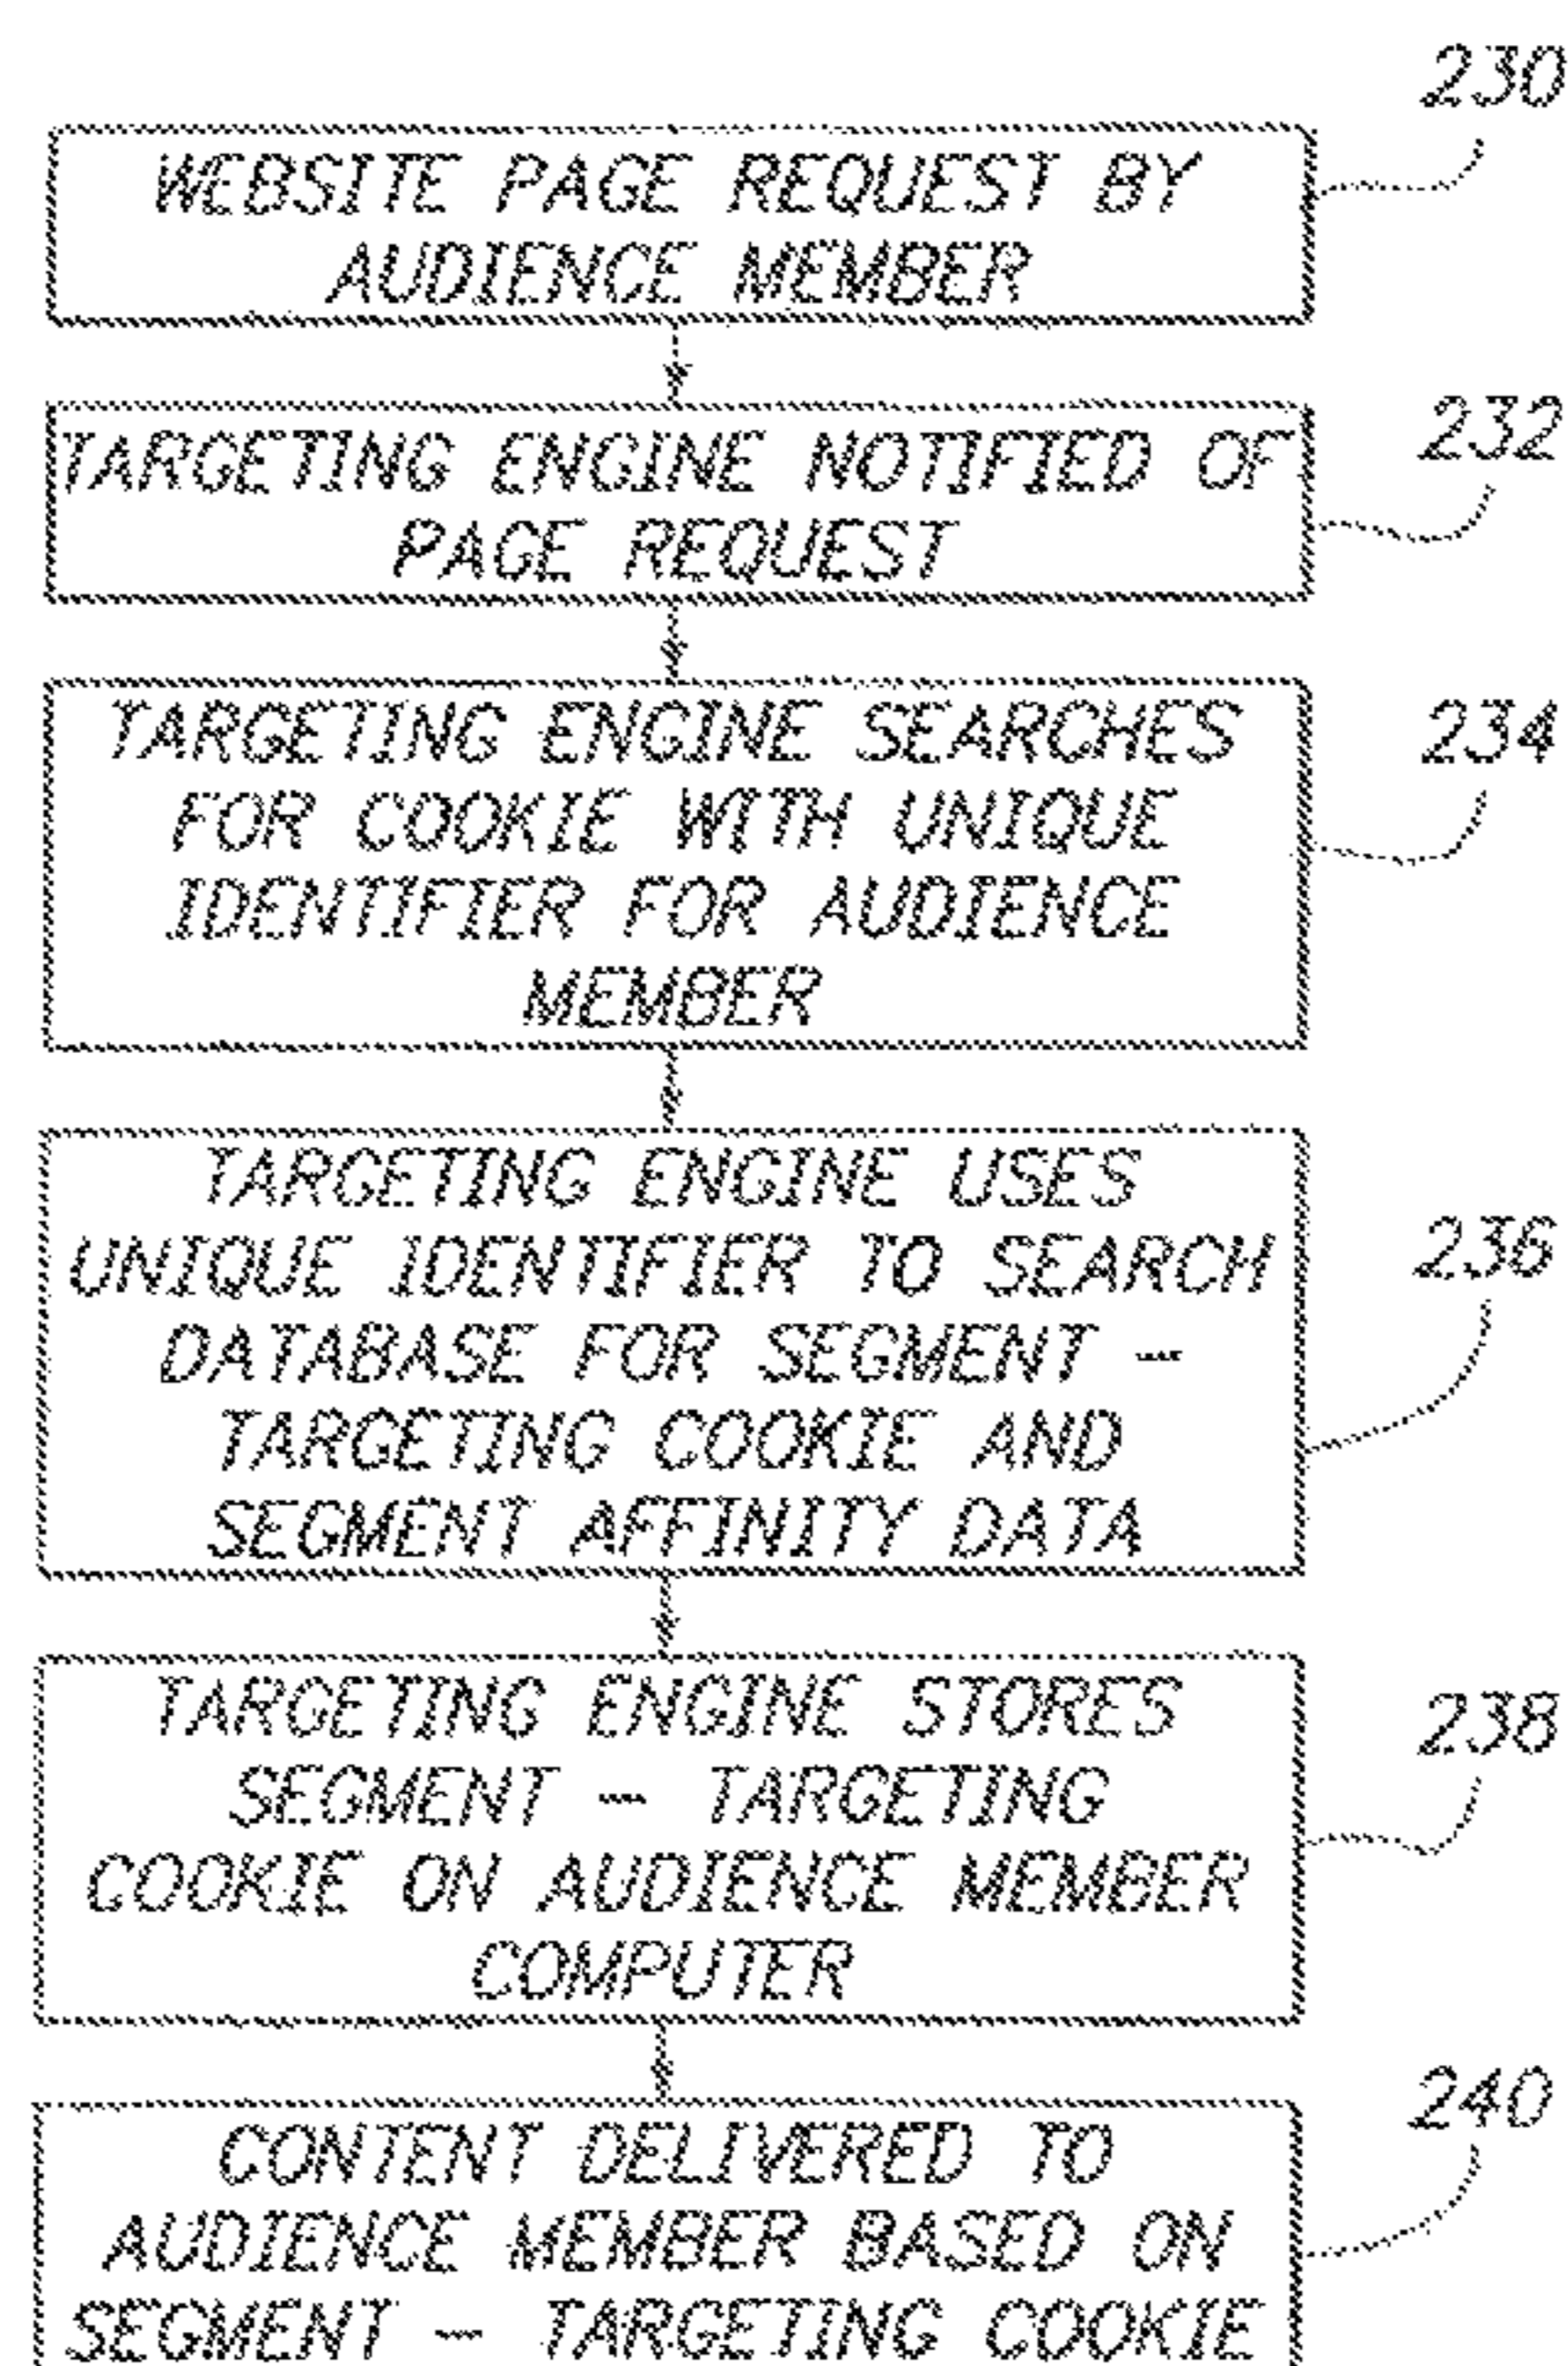 230
WEBSITE PAGE REQUEST BY
AUDIENCE MEMBER
232
TARGETING ENGINE NOTIFIED OF
PAGE REQUEST
234
TARGETING ENGINE SEARCHES
FOR COOKIE WITH UNIQUE
IDENTIFIER FOR AUDIENCE
MEMBER
236
TARGETING ENGINE USES
UNIQUE IDENTIFIER TO SEARCH
DATABASE FOR SEGMENT -
TARGETING COOKIE AND
SEGMENT AFFINITY DATA
238
TARGETING ENGINE STORES
SEGMENT - TARGETING
COOKIE ON AUDIENCE MEMBER
COMPUTER
240
CONTENT DELIVERED TO
AUDIENCE MEMBER BASED ON
SEGMENT - TARGETING COOKIE